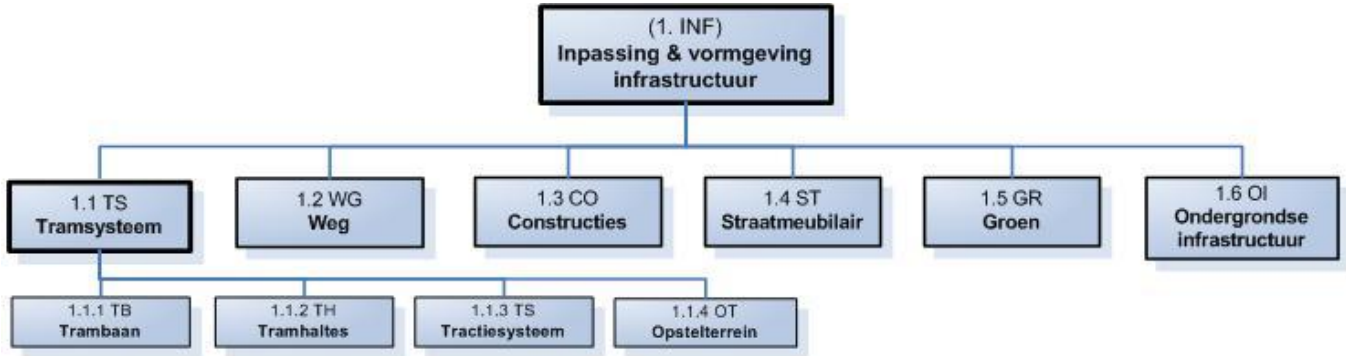 (1. INF)
Inpassing & vormgeving
infrastructuur
1.1 TS
Tramsysteem
1.2 WG
Weg
1.3 CO
Constructies
1.4 ST
Straatmeubilair
1.5 GR
Groen
1.6 OI
Ondergrondse
infrastructuur
1.1.1 TB
Trambaan
1.1.2 TH
Tramhaltes
1.1.3 TS
Tractiesysteem
1.1.4 OT
Opstelterrein